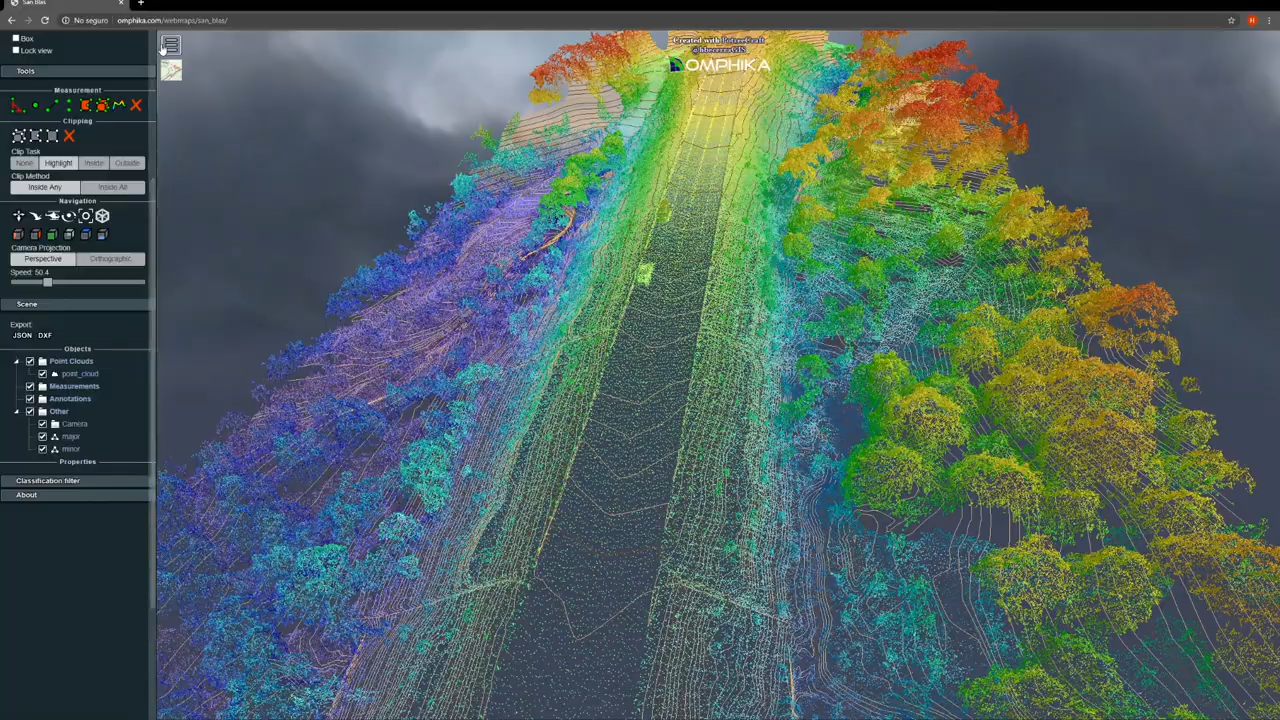 San Blas
No seguro
omphika.com/webmaps/san_blas/
H
Box
Lock view
Tools
Measurement
Clipping
Clip Task
None Highlight Inside Outside
Clip Method
Inside Any Inside All
Navigation
Camera Projection
Perspective Orthographic
Speed: 50.4
Scene
Export:
JSON DXF
Objects
Point Clouds
point_cloud
Measurements
Annotations
Other
Camera
major
minor
Properties
Classification filter
About
Created with PotreeCraft
OMPHIKA